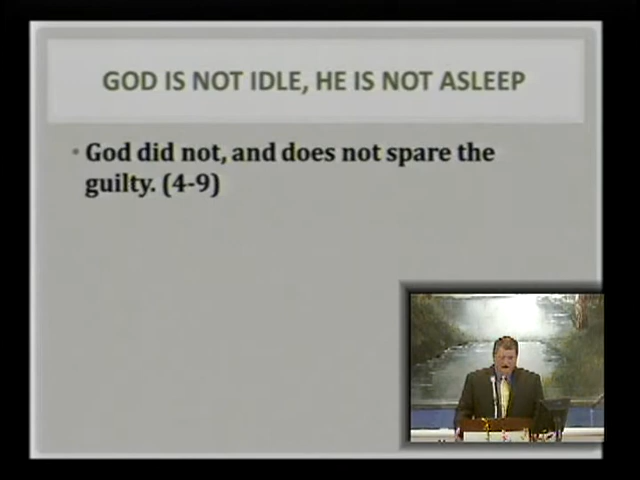 GOD IS NOT IDLE, HE IS NOT ASLEEP
• God did not, and does not spare the
guilty. (4-9)